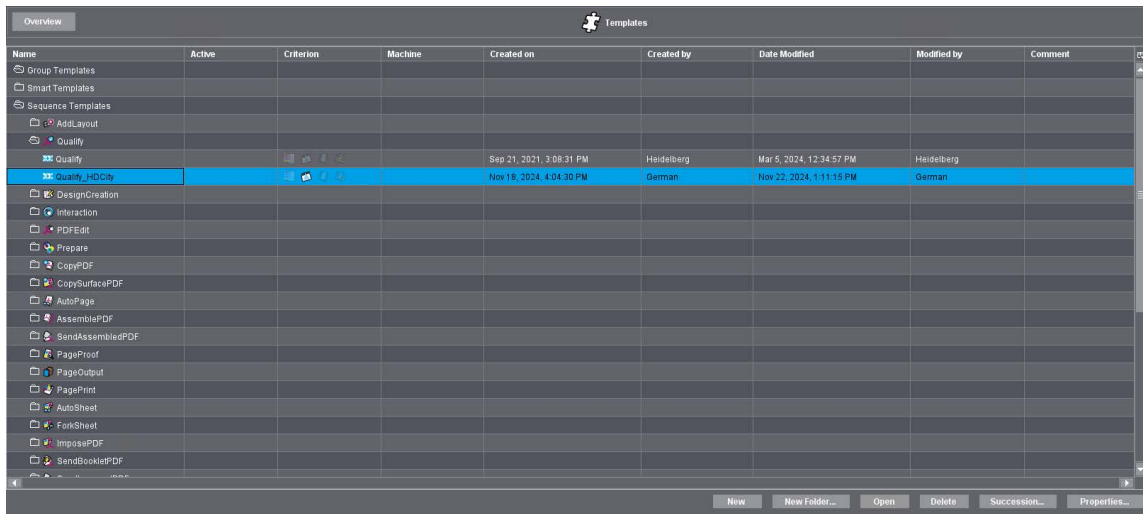 Overview
Templates
Name Active Criterion Machine Created on Created by Date Modified Modified by Comment
Group Templates
Smart Templates
Sequence Templates
AddLayout
Qualify
Qualify Sep 21, 2021, 3:08:31 PM Heidelberg Mar 5, 2024, 12:34:57 PM Heidelberg
Qualify_HDCity Nov 18, 2024, 4:04:30 PM German Nov 22, 2024, 1:11:15 PM German
DesignCreation
Interaction
PDFEdit
Prepare
CopyPDF
CopySurfacePDF
AutoPage
AssemblePDF
SendAssembledPDF
PageProof
PageOutput
PagePrint
AutoSheet
ForkSheet
ImposePDF
SendBookletPDF
New New Folder... Open Delete Succession... Properties...